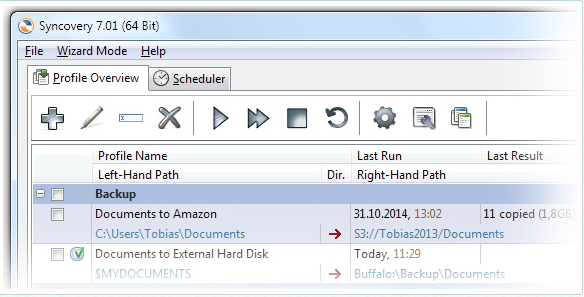 Syncovery 7.01 (64 Bit)
File Wizard Mode Help
Profile Overview Scheduler
Profile Name Last Run Last Result
Left-Hand Path Dir. Right-Hand Path
Backup
Documents to Amazon 31.10.2014, 13:02 11 copied (1,8GB)
C:\Users\Tobias\Documents S3://Tobias2013/Documents
Documents to External Hard Disk Today, 11:29
$MYDOCUMENTS Buffalo:\Backup\Documents